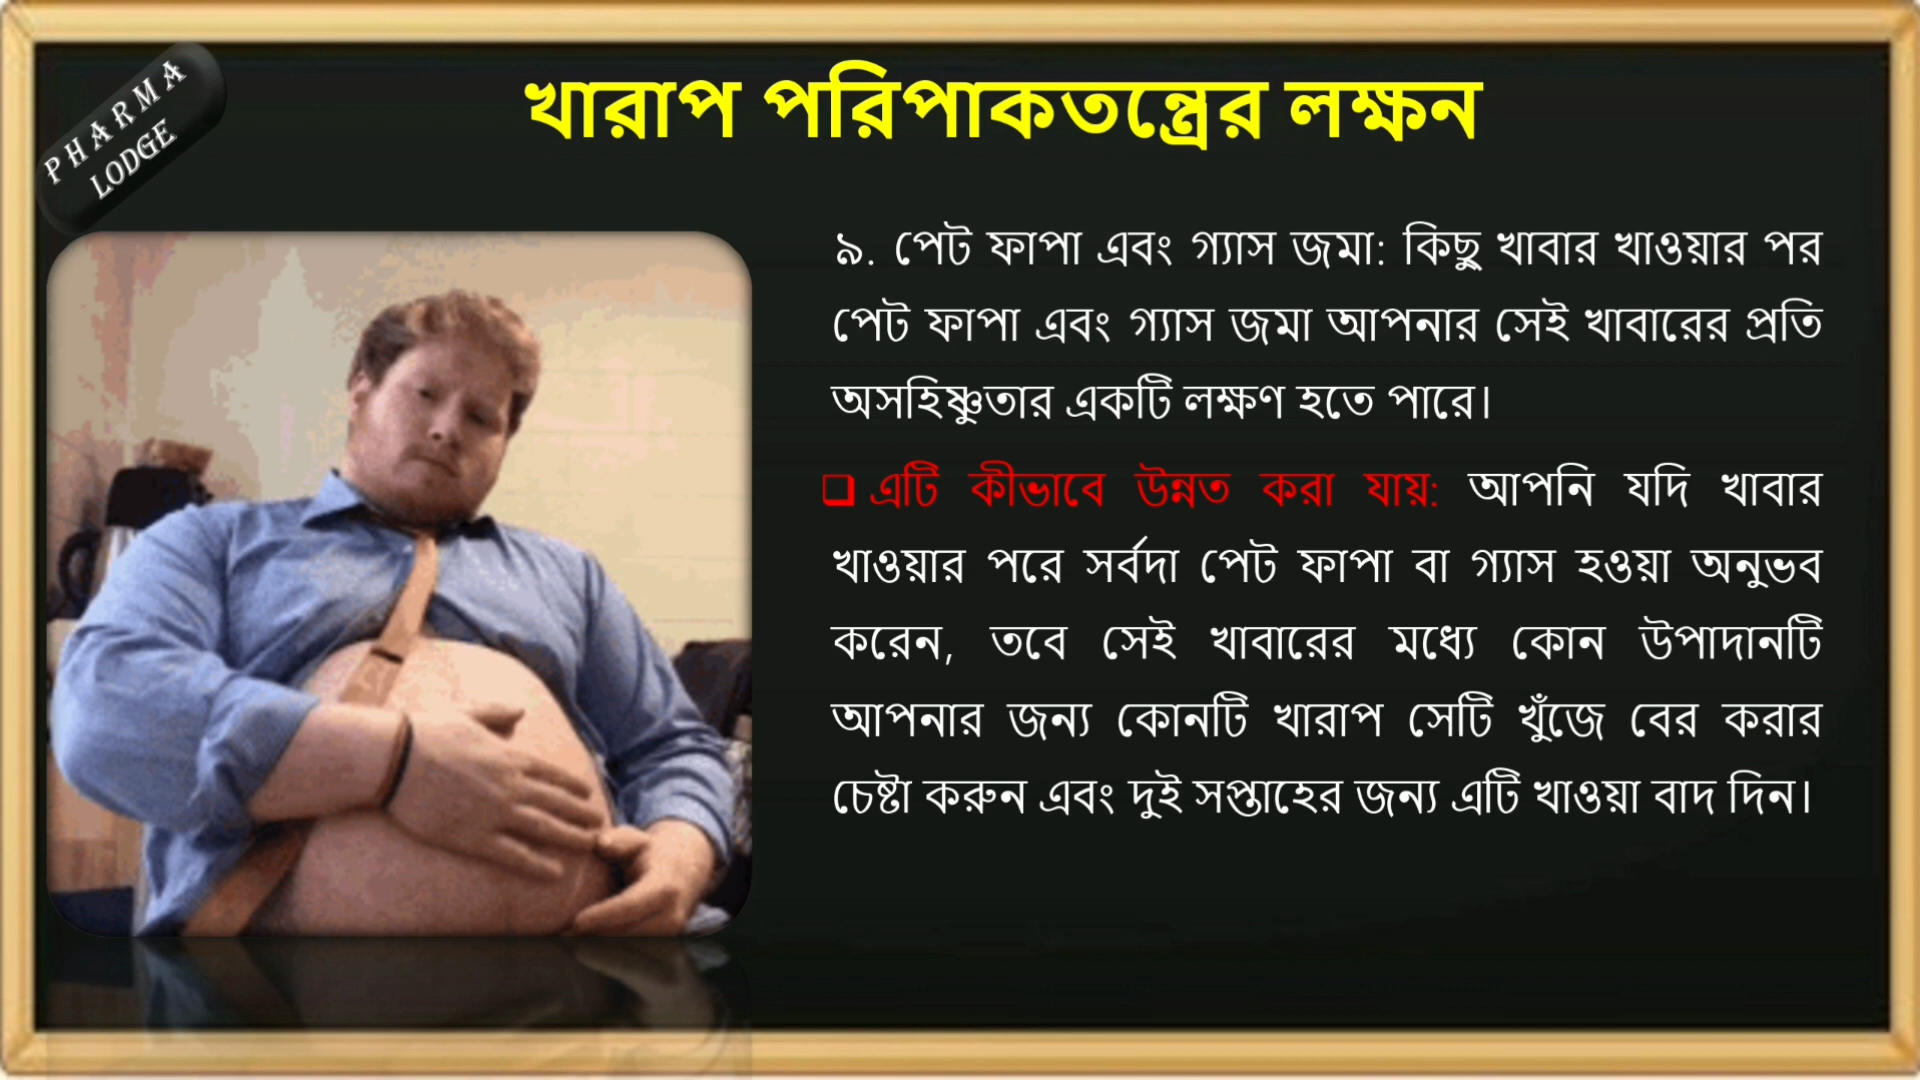 PHARMA
LODGE
খারাপ পরিপাকতন্ত্রের লক্ষন
৯. পেট ফাপা এবং গ্যাস জমা: কিছু খাবার খাওয়ার পর
পেট ফাপা এবং গ্যাস জমা আপনার সেই খাবারের প্রতি
অসহিষ্ণুতার একটি লক্ষণ হতে পারে।
❑ এটি কীভাবে উন্নত করা যায়: আপনি যদি খাবার
খাওয়ার পরে সর্বদা পেট ফাপা বা গ্যাস হওয়া অনুভব
করেন, তবে সেই খাবারের মধ্যে কোন উপাদানটি
আপনার জন্য কোনটি খারাপ সেটি খুঁজে বের করার
চেষ্টা করুন এবং দুই সপ্তাহের জন্য এটি খাওয়া বাদ দিন।